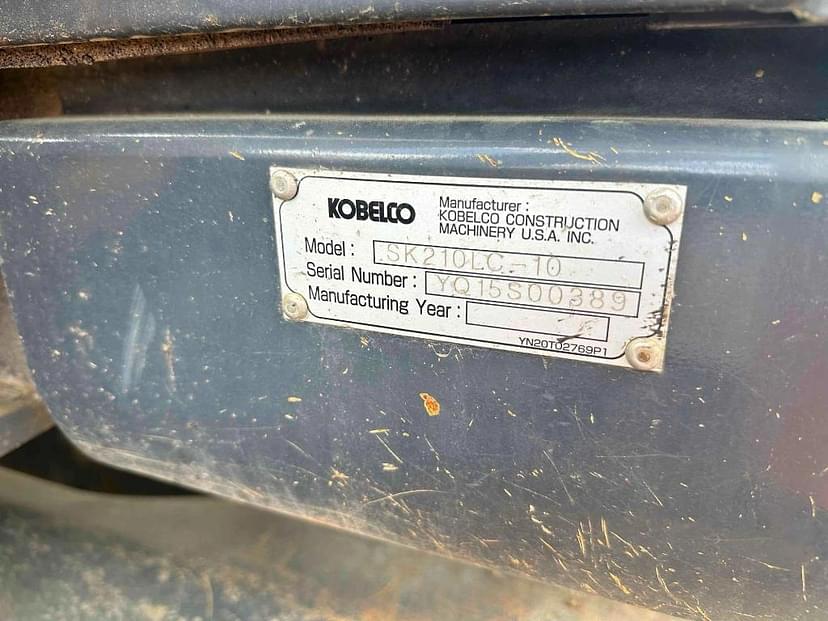 KOBELCO
Manufacturer :
KOBELCO CONSTRUCTION
MACHINERY U.S.A. INC.
Model : SK210LC-10
Serial Number : YQ15S00389
Manufacturing Year :
YN20T02769P1